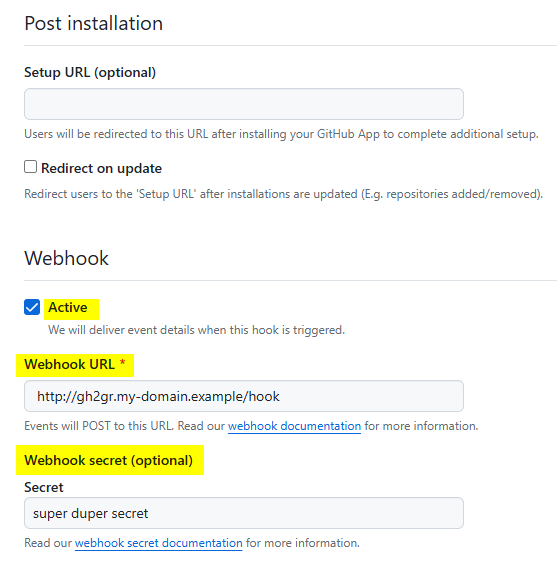 Post installation
Setup URL (optional)
Users will be redirected to this URL after installing your GitHub App to complete additional setup.
Redirect on update
Redirect users to the 'Setup URL' after installations are updated (E.g. repositories added/removed).
Webhook
Active
We will deliver event details when this hook is triggered.
Webhook URL *
http://gh2gr.my-domain.example/hook
Events will POST to this URL. Read our webhook documentation for more information.
Webhook secret (optional)
Secret
super duper secret
Read our webhook secret documentation for more information.